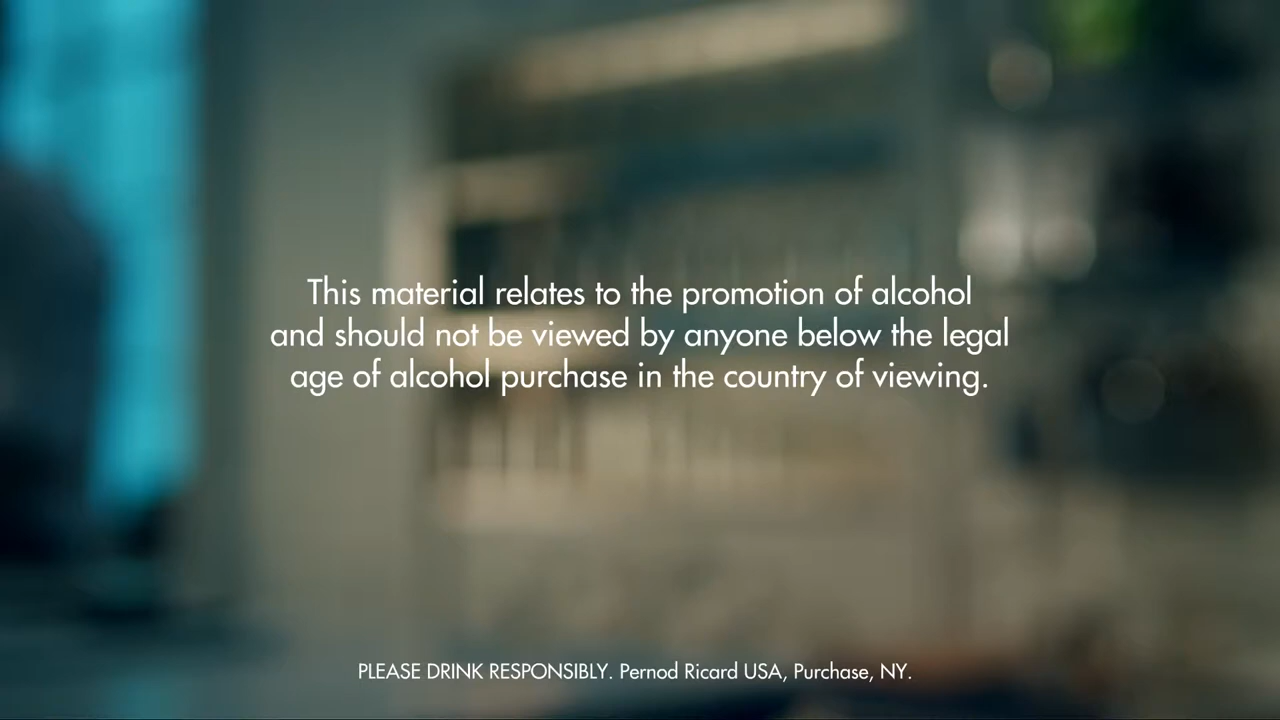 This material relates to the promotion of alcohol
and should not be viewed by anyone below the legal
age of alcohol purchase in the country of viewing.
PLEASE DRINK RESPONSIBLY. Pernod Ricard USA, Purchase, NY.